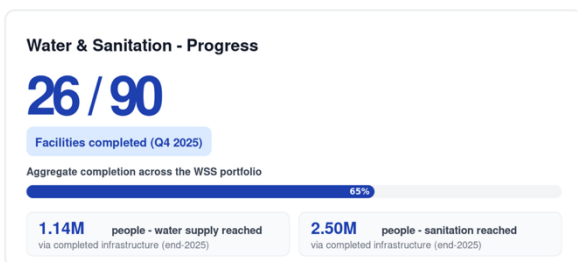 Water & Sanitation - Progress
26 / 90
Facilities completed (Q4 2025)
Aggregate completion across the WSS portfolio
65%
1.14M people - water supply reached
via completed infrastructure (end-2025)
2.50M people - sanitation reached
via completed infrastructure (end-2025)